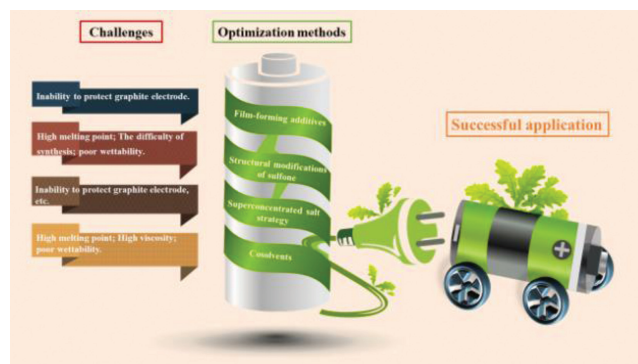 Challenges
Optimization methods
Inability to protect graphite electrode.
High melting point; The difficulty of
synthesis; poor wettability.
Inability to protect graphite electrode,
etc.
High melting point; High viscosity;
poor wettability.
Film-forming additives
Structural modifications
of sulfone
Superconcentrated salt
strategy
Cosolvents
Successful application